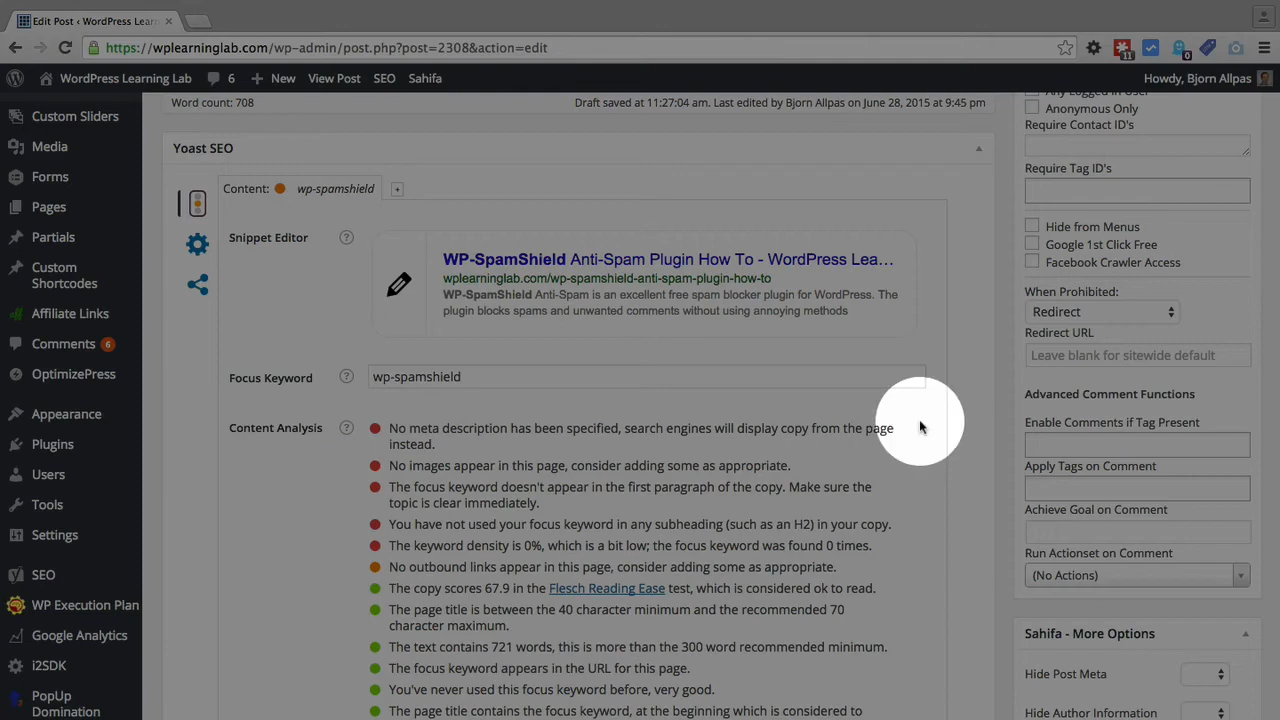 Edit Post ‹ WordPress Lear
https://wplearninglab.com/wp-admin/post.php?post=2308&action=edit
11
0
WordPress Learning Lab
6
New
View Post
SEO
Sahifa
Howdy, Bjorn Allpas
Custom Sliders
Media
Forms
Pages
Partials
Custom
Shortcodes
Affiliate Links
Comments 6
OptimizePress
Appearance
Plugins
Users
Tools
Settings
SEO
WP Execution Plan
Google Analytics
i2SDK
PopUp
Domination
Word count: 708
Draft saved at 11:27:04 am. Last edited by Bjorn Allpas on June 28, 2015 at 9:45 pm
Yoast SEO
Content: wp-spamshield +
Snippet Editor ?
WP-SpamShield Anti-Spam Plugin How To - WordPress Lea…
wplearninglab.com/wp-spamshield-anti-spam-plugin-how-to
WP-SpamShield Anti-Spam is an excellent free spam blocker plugin for WordPress. The
plugin blocks spams and unwanted comments without using annoying methods
Focus Keyword ? wp-spamshield
Content Analysis ?
No meta description has been specified, search engines will display copy from the page
instead.
No images appear in this page, consider adding some as appropriate.
The focus keyword doesn't appear in the first paragraph of the copy. Make sure the
topic is clear immediately.
You have not used your focus keyword in any subheading (such as an H2) in your copy.
The keyword density is 0%, which is a bit low; the focus keyword was found 0 times.
No outbound links appear in this page, consider adding some as appropriate.
The copy scores 67.9 in the Flesch Reading Ease test, which is considered ok to read.
The page title is between the 40 character minimum and the recommended 70
character maximum.
The text contains 721 words, this is more than the 300 word recommended minimum.
The focus keyword appears in the URL for this page.
You've never used this focus keyword before, very good.
The page title contains the focus keyword, at the beginning which is considered to
Any Logged In User
Anonymous Only
Require Contact ID's
Require Tag ID's
Hide from Menus
Google 1st Click Free
Facebook Crawler Access
When Prohibited:
Redirect
Redirect URL
Leave blank for sitewide default
Advanced Comment Functions
Enable Comments if Tag Present
Apply Tags on Comment
Achieve Goal on Comment
Run Actionset on Comment
(No Actions)
Sahifa - More Options
Hide Post Meta
Hide Author Information